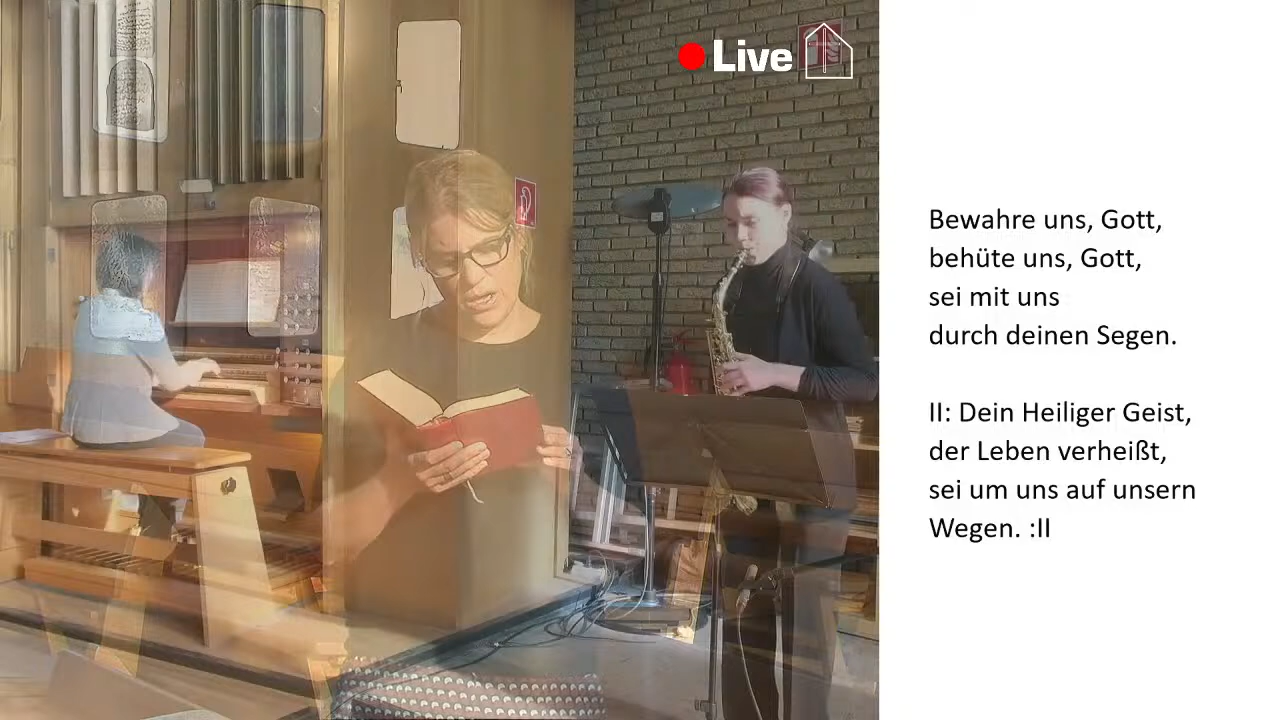 Live
Bewahre uns, Gott,
behüte uns, Gott,
sei mit uns
durch deinen Segen.
II: Dein Heiliger Geist,
der Leben verheißt,
sei um uns auf unsern
Wegen. :II